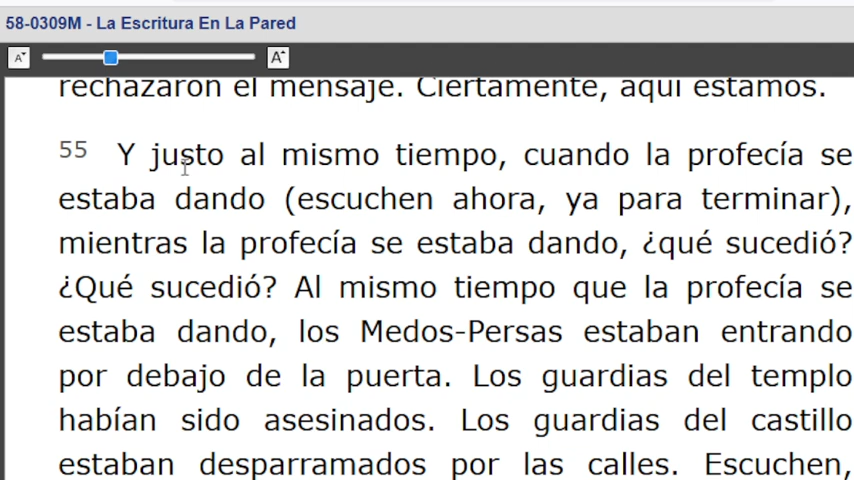 58-0309M - La Escritura En La Pared
A A
rechazaron el mensaje. Ciertamente, aquí estamos.
55 Y justo al mismo tiempo, cuando la profecía se
estaba dando (escuchen ahora, ya para terminar),
mientras la profecía se estaba dando, ¿qué sucedió?
¿Qué sucedió? Al mismo tiempo que la profecía se
estaba dando, los Medos-Persas estaban entrando
por debajo de la puerta. Los guardias del templo
habían sido asesinados. Los guardias del castillo
estaban desparramados por las calles. Escuchen,